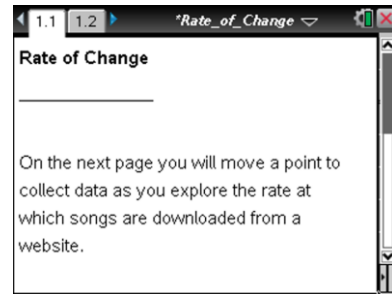 1.1 1.2 *Rate_of_Change
Rate of Change
On the next page you will move a point to
collect data as you explore the rate at
which songs are downloaded from a
website.